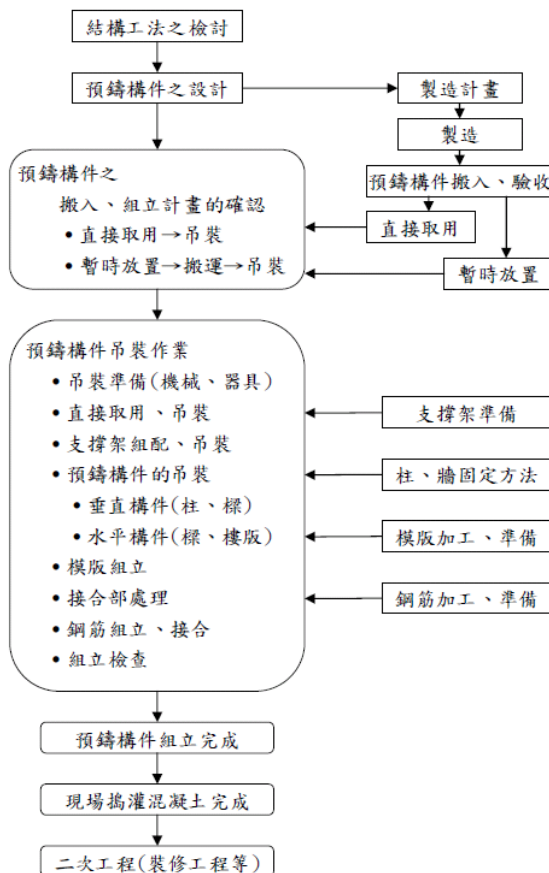 結構工法之檢討
預鑄構件之設計
製造計畫
製造
預鑄構件搬入、驗收
直接取用
暫時放置
預鑄構件之
搬入、組立計畫的確認
• 直接取用→吊裝
• 暫時放置→搬運→吊裝
預鑄構件吊裝作業
• 吊裝準備(機械、器具)
• 直接取用、吊裝
• 支撐架組配、吊裝
• 預鑄構件的吊裝
• 垂直構件(柱、樑)
• 水平構件(樑、樓版)
• 模版組立
• 接合部處理
• 鋼筋組立、接合
• 組立檢查
支撐架準備
柱、牆固定方法
模版加工、準備
鋼筋加工、準備
預鑄構件組立完成
現場搗灌混凝土完成
二次工程(裝修工程等)